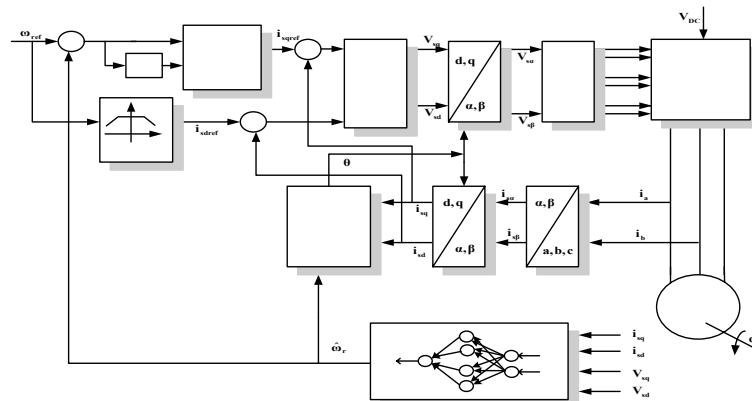 V_DC
ω_ref
i_sqref
V_sq
d, q
V_sα
α, β
V_sd
V_sβ
i_sdref
θ
d, q
i_sα
α, β
i_a
i_sq
i_sβ
i_b
i_sd
α, β
a, b, c
ω̂_r
i_sq
i_sd
V_sq
V_sd